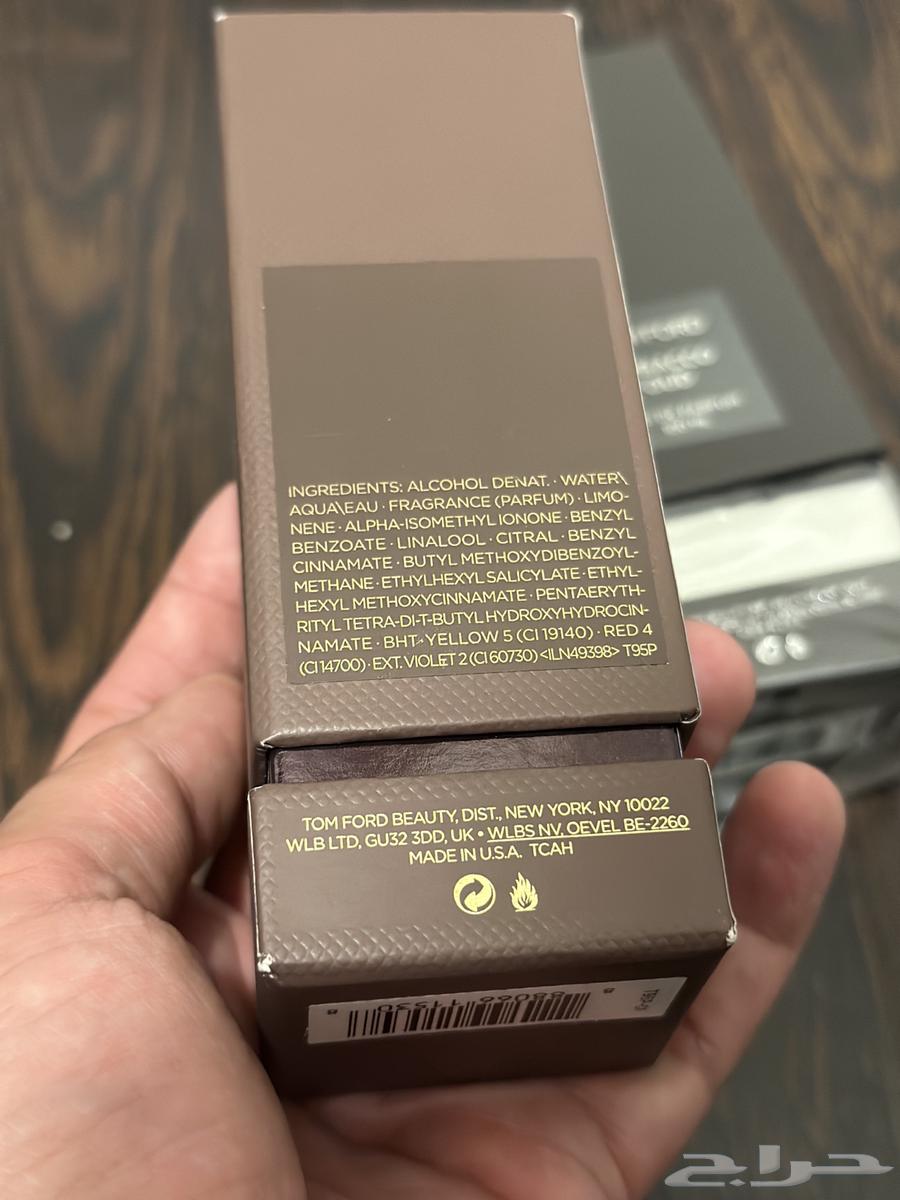 INGREDIENTS: ALCOHOL DENAT. · WATER\
AQUA\EAU · FRAGRANCE (PARFUM) · LIMO-
NENE · ALPHA-ISOMETHYL IONONE · BENZYL
BENZOATE · LINALOOL · CITRAL · BENZYL
CINNAMATE · BUTYL METHOXYDIBENZOYL-
METHANE · ETHYLHEXYL SALICYLATE · ETHYL-
HEXYL METHOXYCINNAMATE · PENTAERYTH-
RITYL TETRA-DI-T-BUTYL HYDROXYHYDROCIN-
NAMATE · BHT · YELLOW 5 (CI 19140) · RED 4
(CI 14700) · EXT. VIOLET 2 (CI 60730) <ILN49398> T95P
TOM FORD BEAUTY, DIST., NEW YORK, NY 10022
WLB LTD, GU32 3DD, UK • WLBS NV, OEVEL BE-2260
MADE IN U.S.A. TCAH
حراج